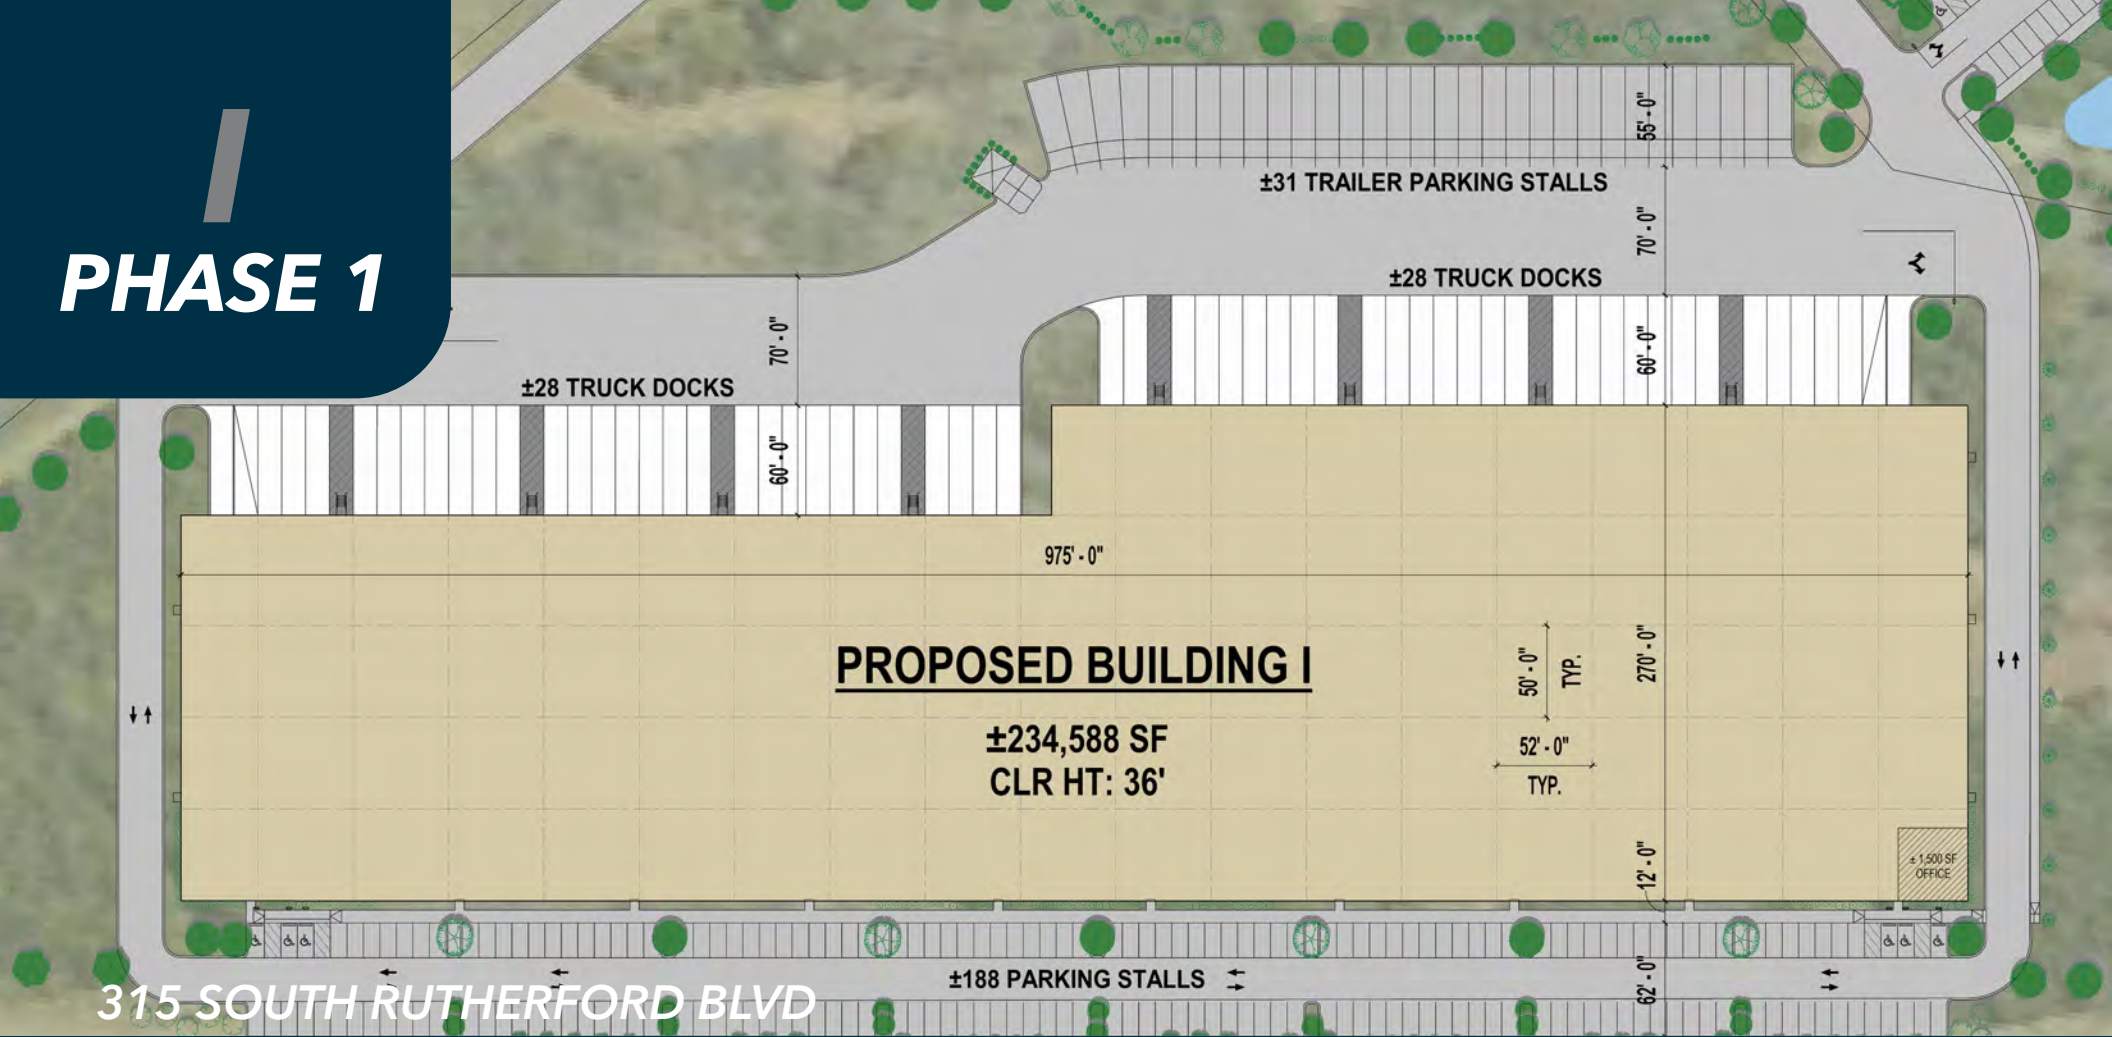 I
PHASE 1
±31 TRAILER PARKING STALLS
55' - 0"
70' - 0"
±28 TRUCK DOCKS
60' - 0"
70' - 0"
±28 TRUCK DOCKS
60' - 0"
975' - 0"
PROPOSED BUILDING I
±234,588 SF
CLR HT: 36'
50' - 0"
TYP.
52' - 0"
TYP.
270' - 0"
12' - 0"
± 1,500 SF
OFFICE
±188 PARKING STALLS
62' - 0"
315 SOUTH RUTHERFORD BLVD